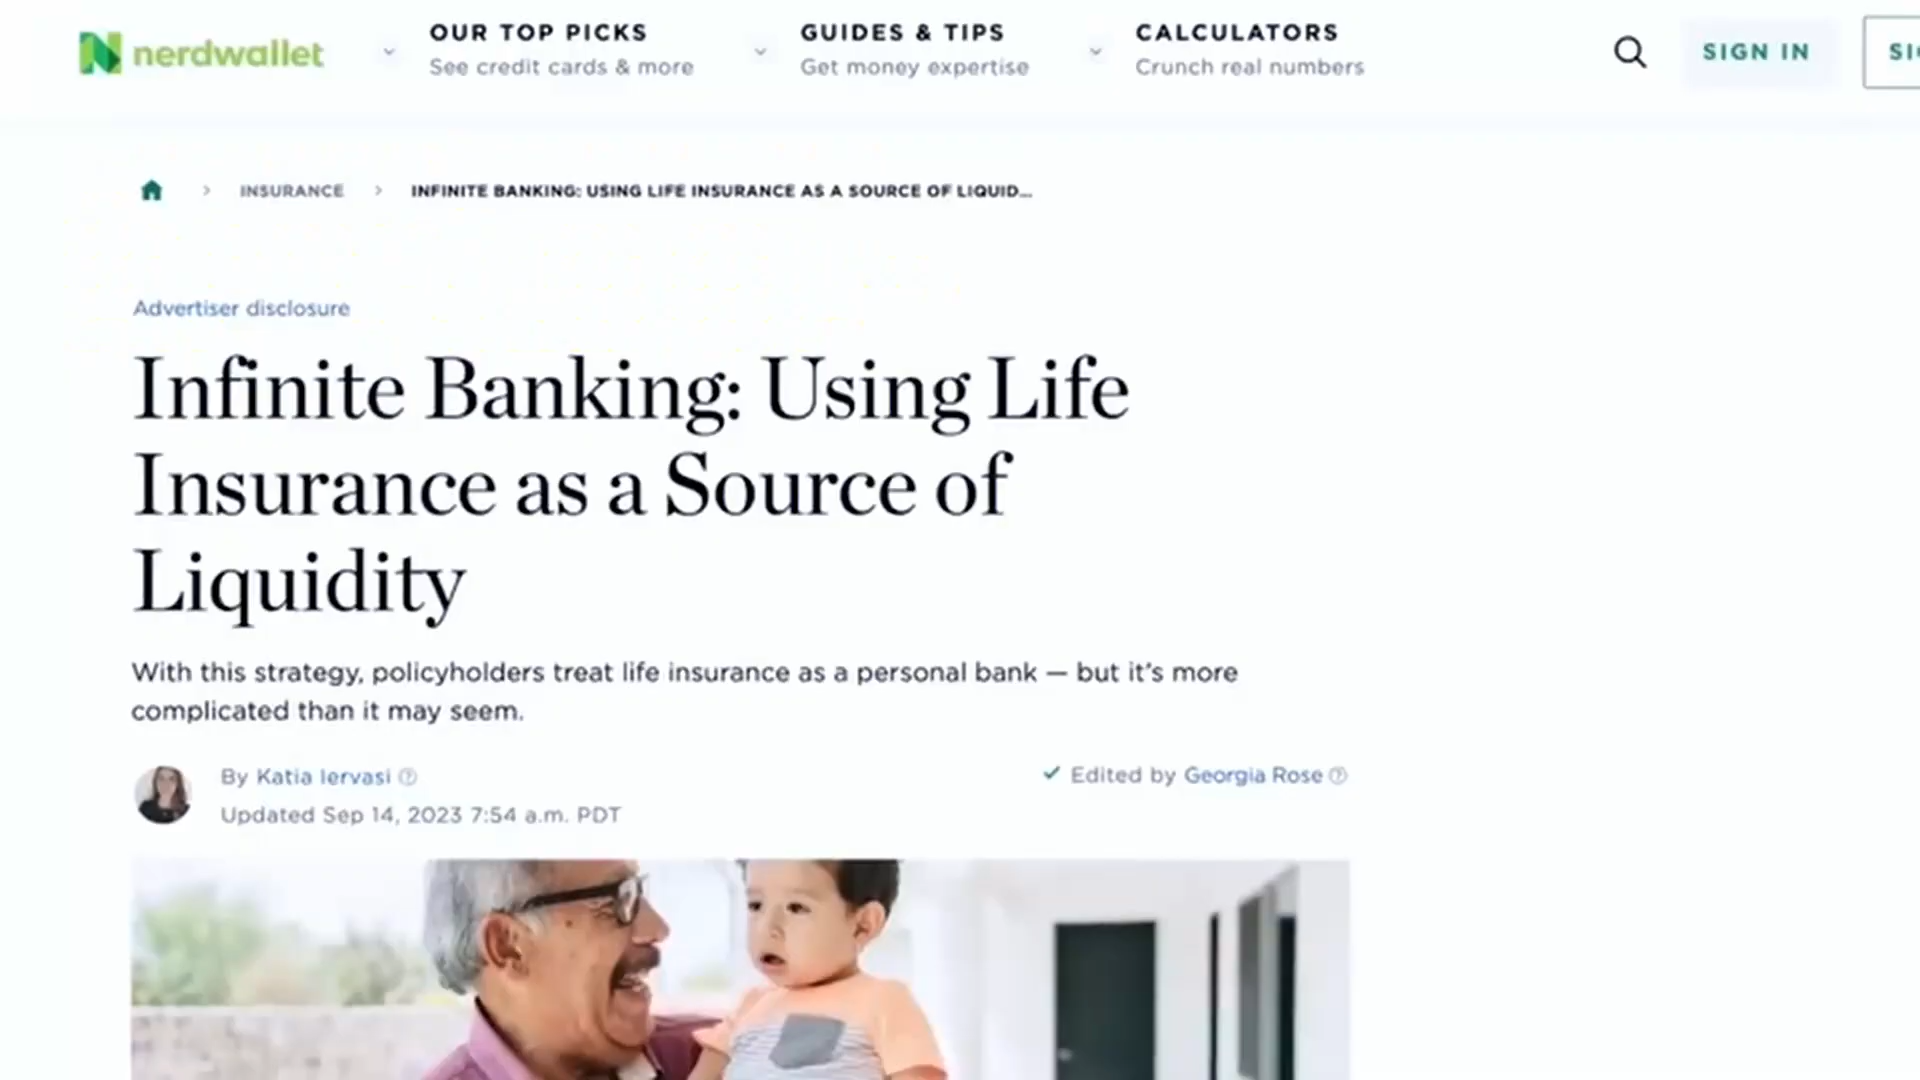 nerdwallet
OUR TOP PICKS
See credit cards & more
GUIDES & TIPS
Get money expertise
CALCULATORS
Crunch real numbers
SIGN IN
INSURANCE
INFINITE BANKING: USING LIFE INSURANCE AS A SOURCE OF LIQUID...
Advertiser disclosure
Infinite Banking: Using Life
Insurance as a Source of
Liquidity
With this strategy, policyholders treat life insurance as a personal bank — but it's more
complicated than it may seem.
By Katia Iervasi
Edited by Georgia Rose
Updated Sep 14, 2023 7:54 a.m. PDT